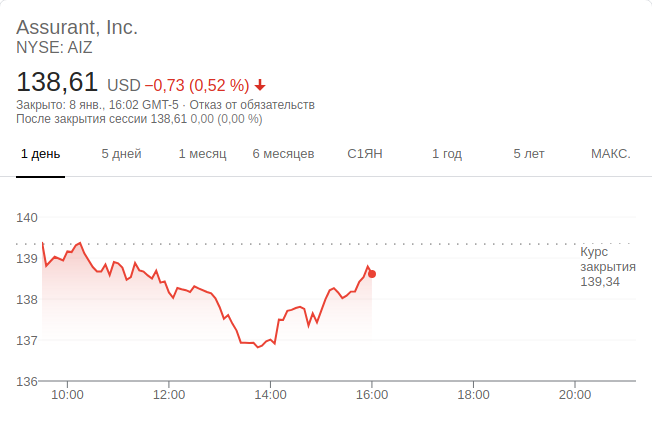 Assurant, Inc.
NYSE: AIZ
138,61 USD −0,73 (0,52 %)
Закрыто: 8 янв., 16:02 GMT-5 · Отказ от обязательств
После закрытия сессии 138,61 0,00 (0,00 %)
1 день 5 дней 1 месяц 6 месяцев С1ЯН 1 год 5 лет МАКС.
140
139
138
137
136
Курс
закрытия
139,34
10:00 12:00 14:00 16:00 18:00 20:00